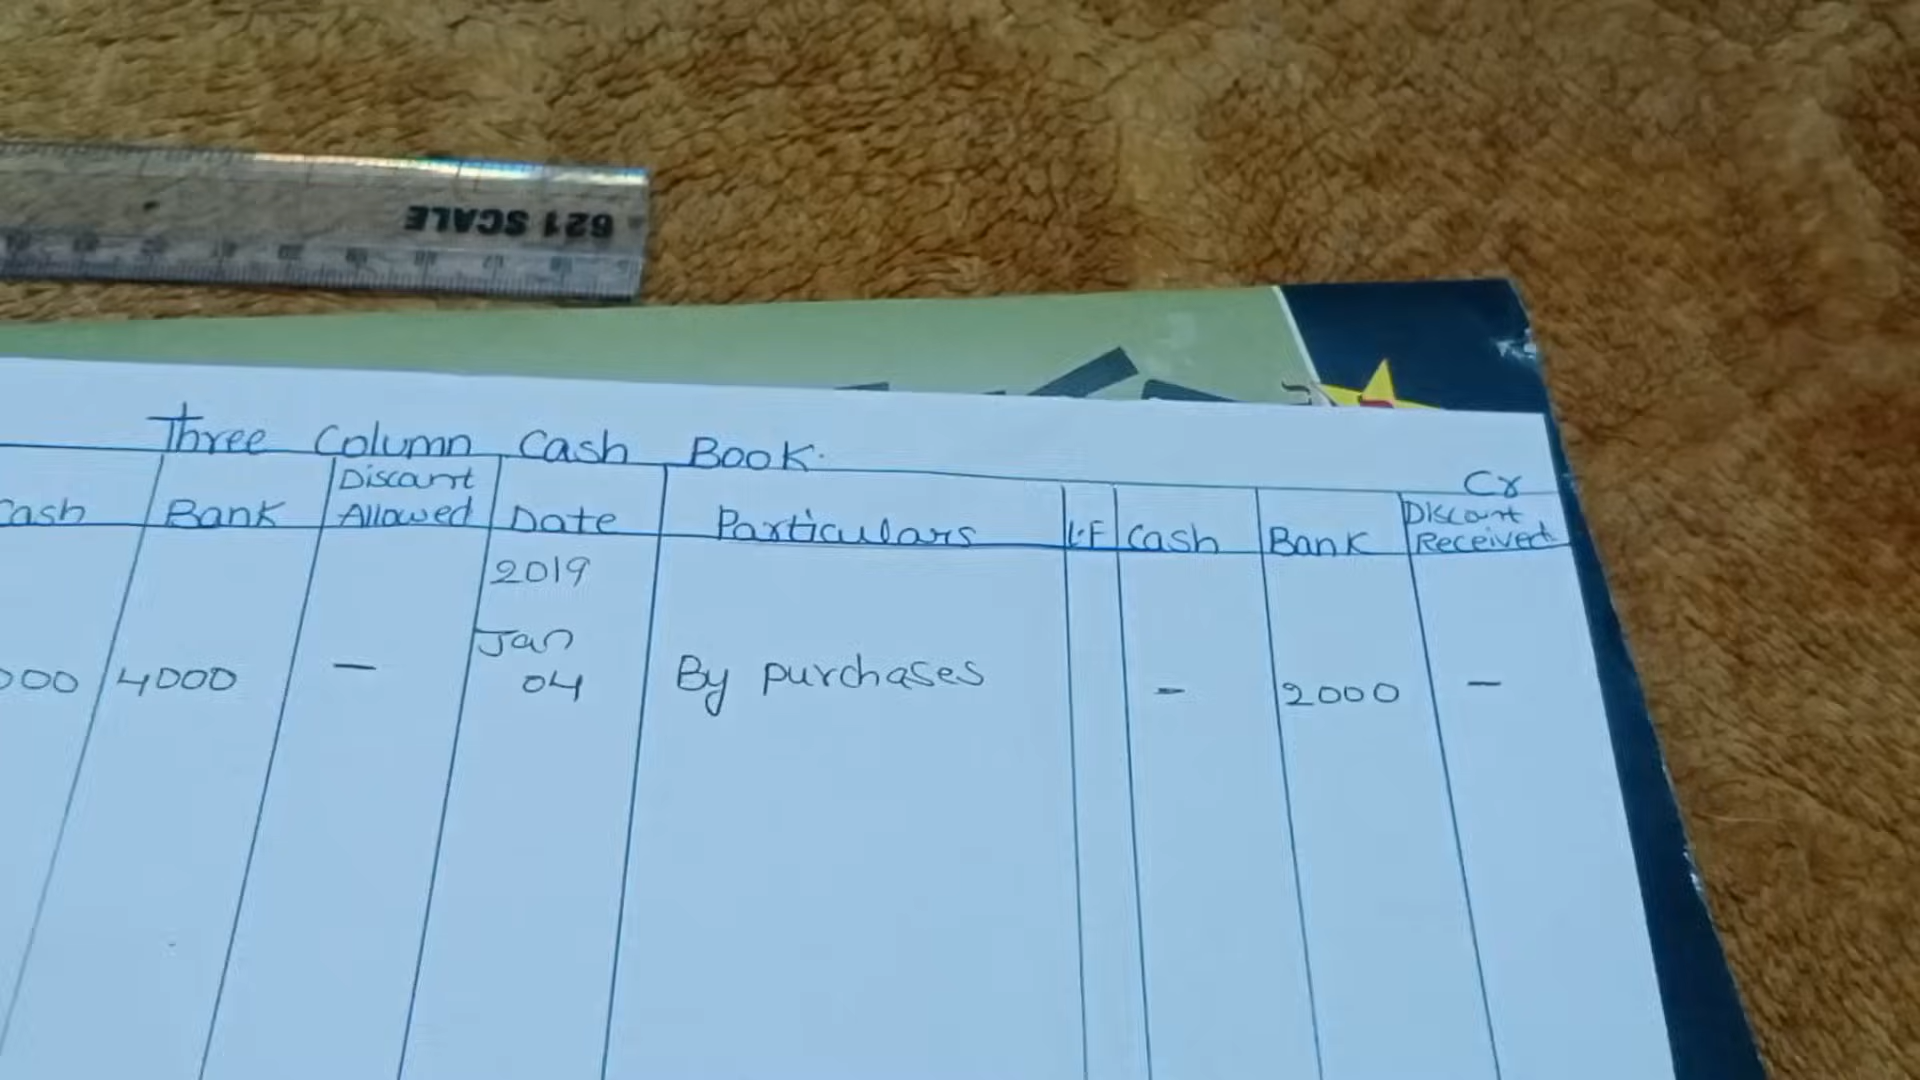 621 SCALE
Three Column Cash Book.
Cr
Cash Bank Discount Allowed Date Particulars L.F Cash Bank Discount Received
2019
Jan
000 4000 — 04 By purchases - 2000 —